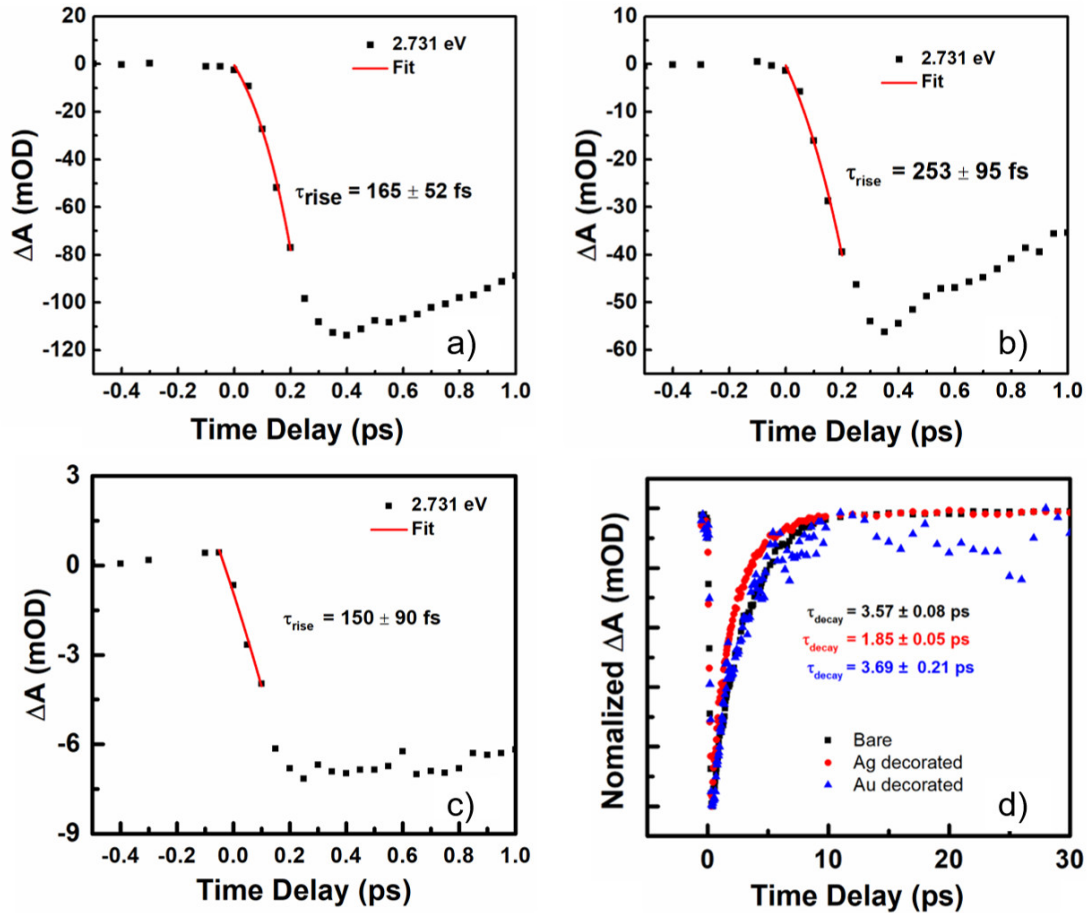 20
0
-20
-40
-60
-80
-100
-120
ΔA (mOD)
2.731 eV
Fit
τrise = 165 ± 52 fs
a)
-0.4 -0.2 0.0 0.2 0.4 0.6 0.8 1.0
Time Delay (ps)
10
0
-10
-20
-30
-40
-50
-60
ΔA (mOD)
2.731 eV
Fit
τrise = 253 ± 95 fs
b)
-0.4 -0.2 0.0 0.2 0.4 0.6 0.8 1.0
Time Delay (ps)
3
0
-3
-6
-9
ΔA (mOD)
2.731 eV
Fit
τrise = 150 ± 90 fs
c)
-0.4 -0.2 0.0 0.2 0.4 0.6 0.8 1.0
Time Delay (ps)
Nomalized ΔA (mOD)
τdecay = 3.57 ± 0.08 ps
τdecay = 1.85 ± 0.05 ps
τdecay = 3.69 ± 0.21 ps
Bare
Ag decorated
Au decorated
d)
0 10 20 30
Time Delay (ps)